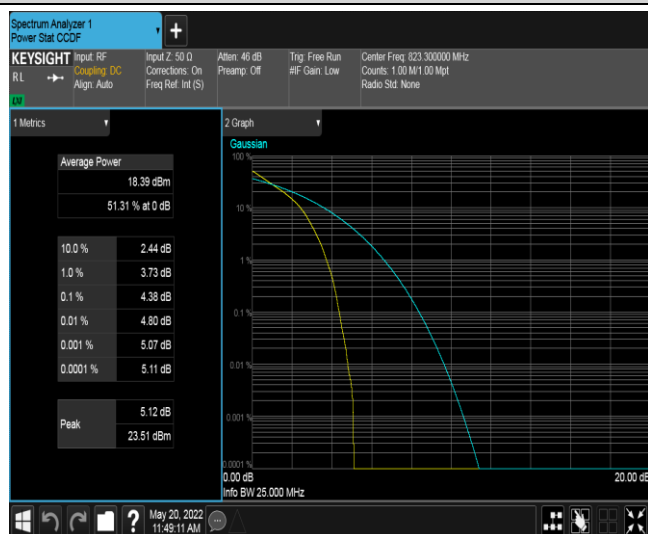 Spectrum Analyzer 1
Power Stat CCDF
+
KEYSIGHT
RL
LXI
Input: RF
Coupling: DC
Align: Auto
Input Z: 50 Ω
Corrections: On
Freq Ref: Int (S)
Atten: 46 dB
Preamp: Off
Trig: Free Run
#IF Gain: Low
Center Freq: 823.300000 MHz
Counts: 1.00 M/1.00 Mpt
Radio Std: None
1 Metrics
Average Power
18.39 dBm
51.31 % at 0 dB
10.0 % 2.44 dB
1.0 % 3.73 dB
0.1 % 4.38 dB
0.01 % 4.80 dB
0.001 % 5.07 dB
0.0001 % 5.11 dB
Peak
5.12 dB
23.51 dBm
2 Graph
Gaussian
100 %
10 %
1 %
0.1 %
0.01 %
0.001 %
0.0001 %
0.00 dB
20.00 dB
Info BW 25.000 MHz
?
May 20, 2022
11:49:11 AM